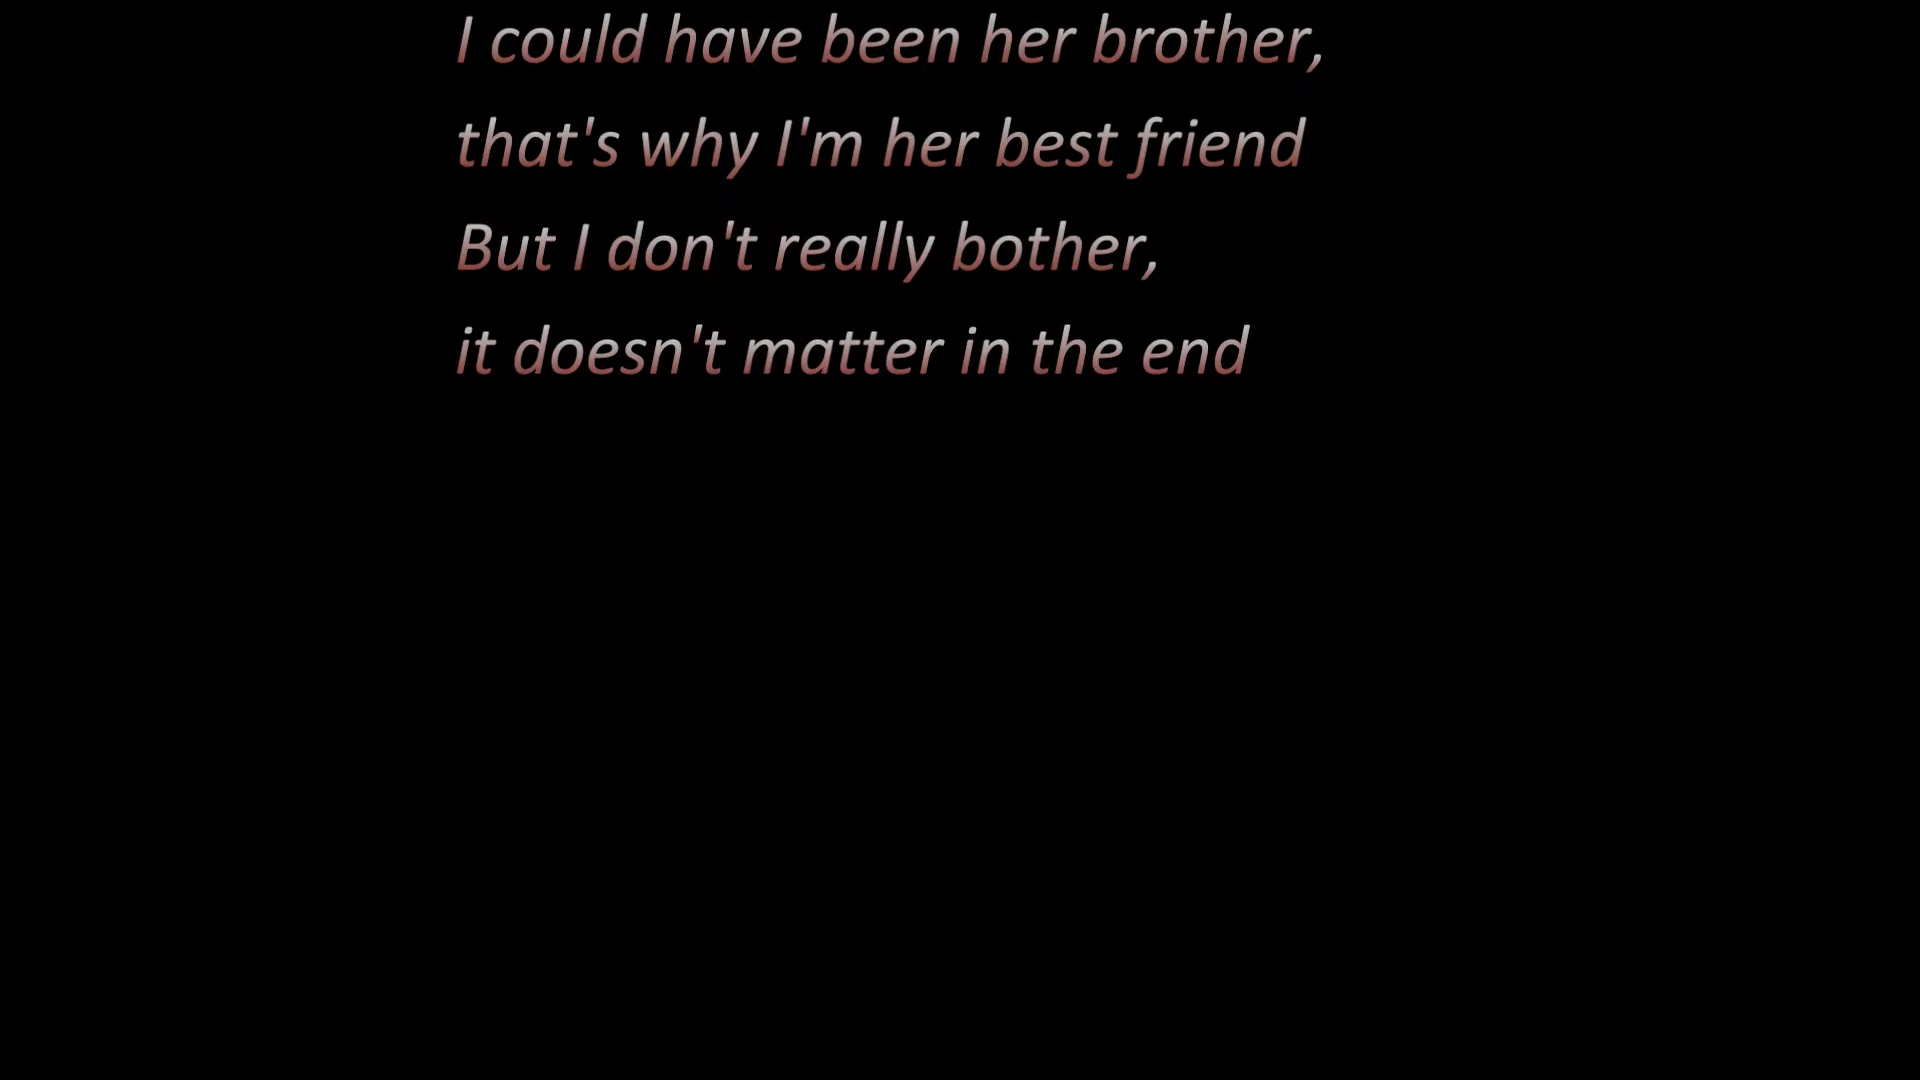 I could have been her brother,
that's why I'm her best friend
But I don't really bother,
it doesn't matter in the end